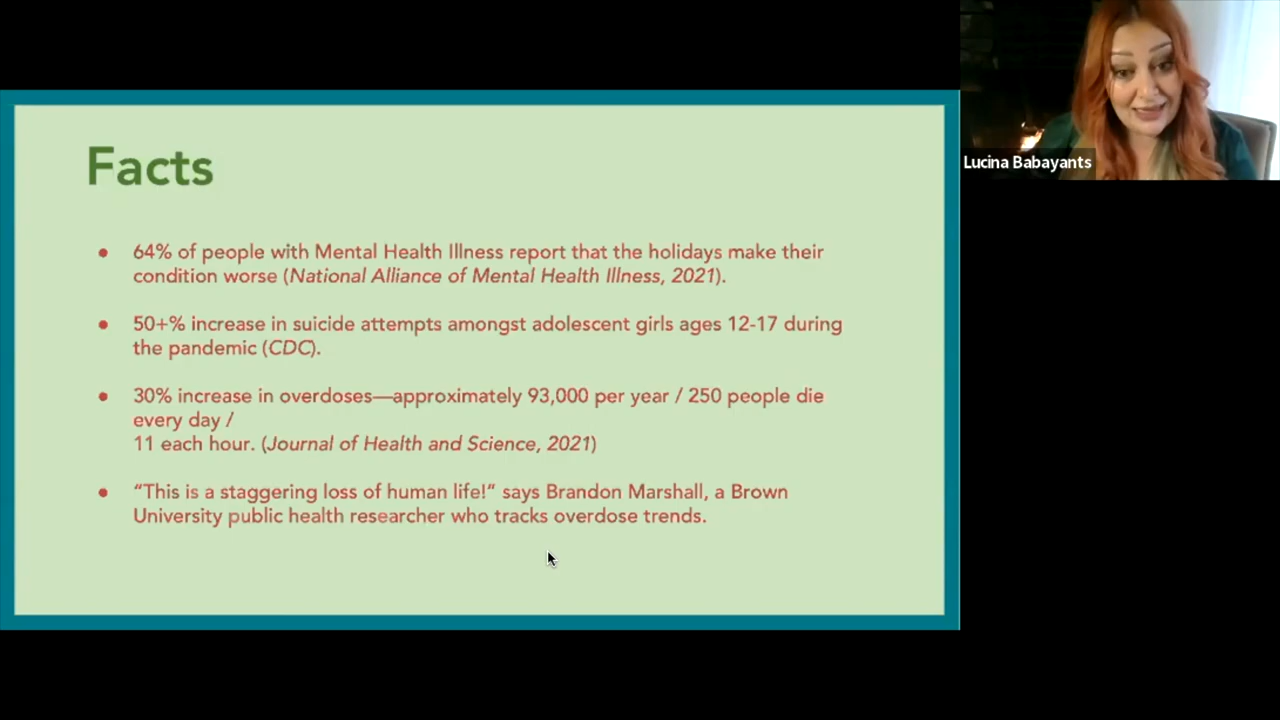 Facts
• 64% of people with Mental Health Illness report that the holidays make their
condition worse (National Alliance of Mental Health Illness, 2021).
• 50+% increase in suicide attempts amongst adolescent girls ages 12-17 during
the pandemic (CDC).
• 30% increase in overdoses—approximately 93,000 per year / 250 people die
every day /
11 each hour. (Journal of Health and Science, 2021)
• “This is a staggering loss of human life!” says Brandon Marshall, a Brown
University public health researcher who tracks overdose trends.
Lucina Babayants